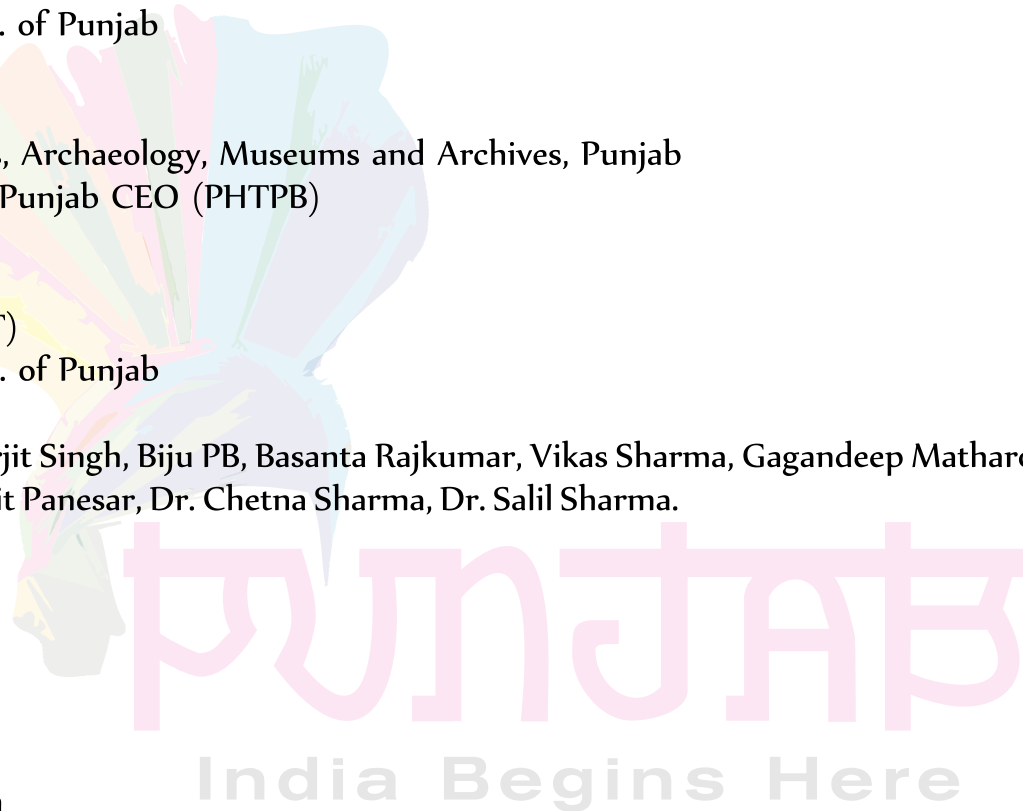 . of Punjab
, Archaeology, Museums and Archives, Punjab
Punjab CEO (PHTPB)
T)
. of Punjab
jit Singh, Biju PB, Basanta Rajkumar, Vikas Sharma, Gagandeep Matharo
it Panesar, Dr. Chetna Sharma, Dr. Salil Sharma.
PUNJAB
India Begins Here